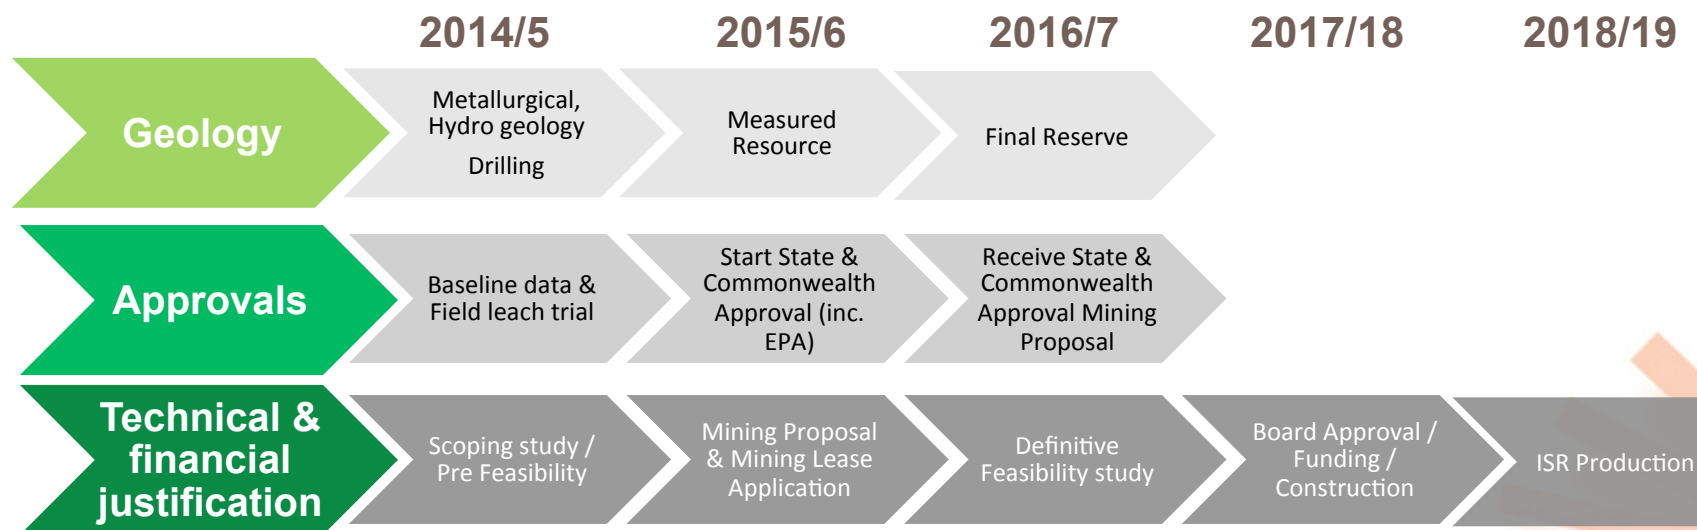 2014/5
2015/6
2016/7
2017/18
2018/19
Geology
Metallurgical,
Hydro geology
Drilling
Measured
Resource
Final Reserve
Approvals
Baseline data &
Field leach trial
Start State &
Commonwealth
Approval (inc.
EPA)
Receive State &
Commonwealth
Approval Mining
Proposal
Technical &
financial
justification
Scoping study /
Pre Feasibility
Mining Proposal
& Mining Lease
Application
Definitive
Feasibility study
Board Approval /
Funding /
Construction
ISR Production